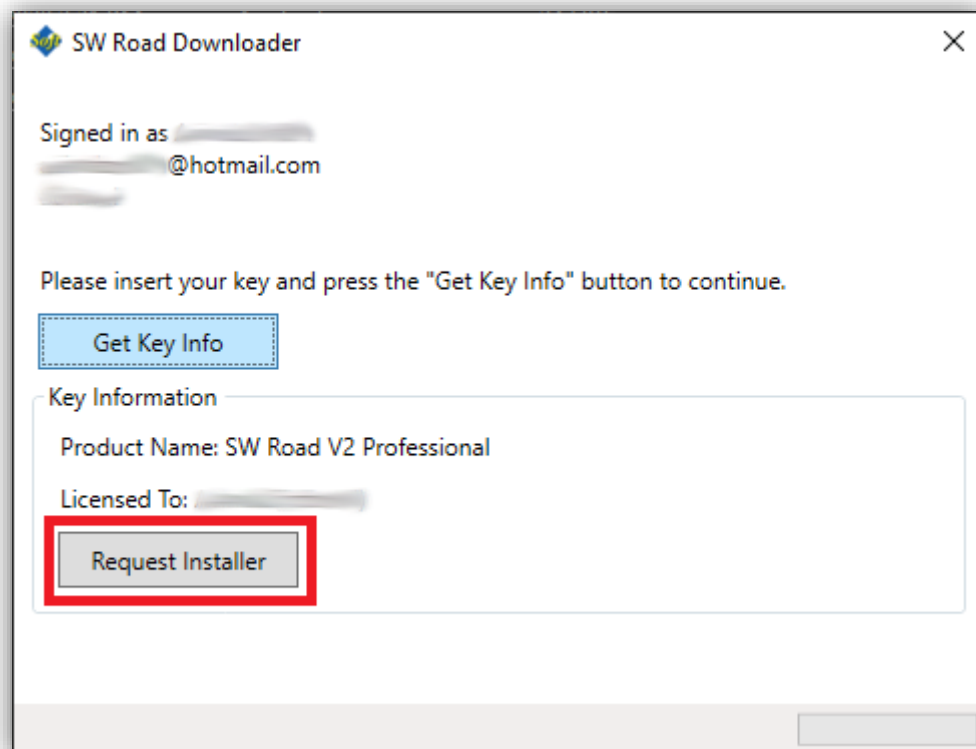 Soft SW Road Downloader
Signed in as
@hotmail.com
Please insert your key and press the "Get Key Info" button to continue.
Get Key Info
Key Information
Product Name: SW Road V2 Professional
Licensed To:
Request Installer